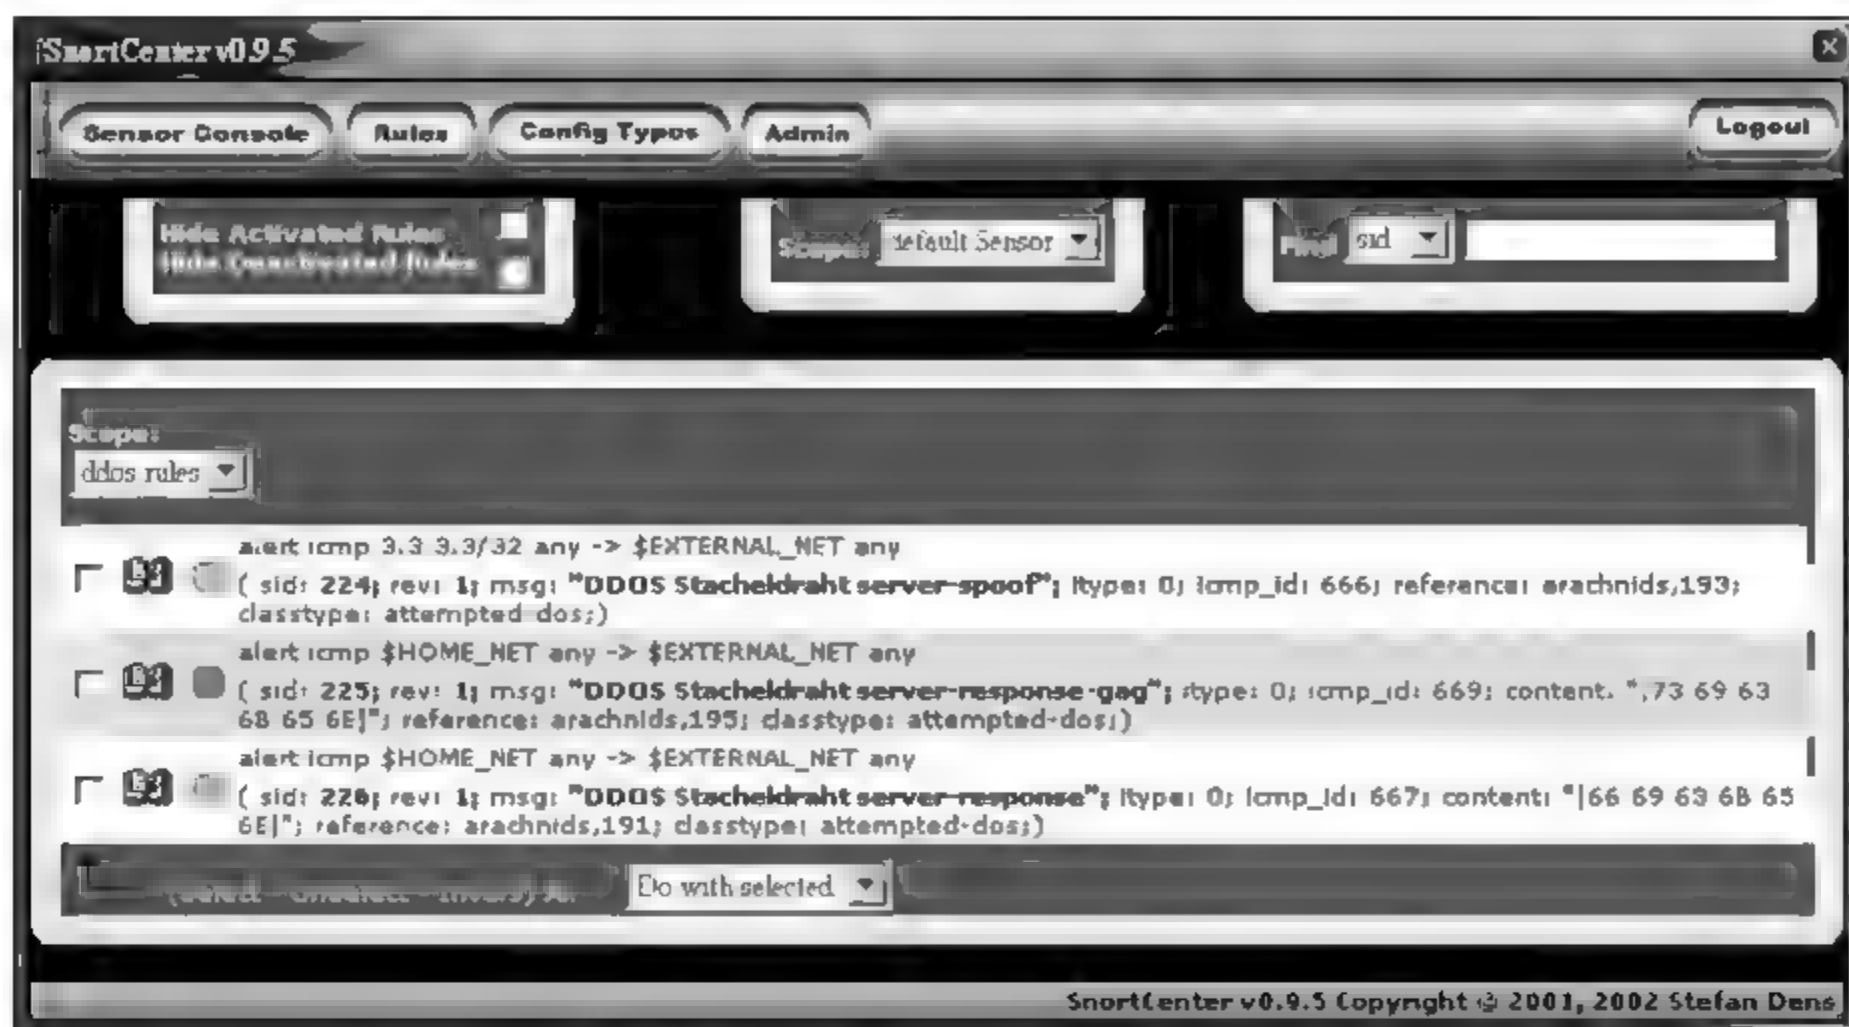 SnortCenter v0.9.5
Sensor Console Rules Config Types Admin Logout
Hide Activated Rules
Hide Deactivated Rules
default Sensor
sid
Scope:
ddos rules
alert icmp 3.3.3.3/32 any -> $EXTERNAL_NET any
( sid: 224; rev: 1; msg: "DDOS Stacheldraht server-spoof"; itype: 0; icmp_id: 666; reference: arachnids,193;
classtype: attempted-dos;)
alert icmp $HOME_NET any -> $EXTERNAL_NET any
( sid: 225; rev: 1; msg: "DDOS Stacheldraht server-response-gag"; itype: 0; icmp_id: 669; content: "|73 69 63
6B 65 6E|"; reference: arachnids,195; classtype: attempted-dos;)
alert icmp $HOME_NET any -> $EXTERNAL_NET any
( sid: 226; rev: 1; msg: "DDOS Stacheldraht server-response"; itype: 0; icmp_id: 667; content: "|66 69 63 6B 65
6E|"; reference: arachnids,191; classtype: attempted-dos;)
Do with selected
SnortCenter v0.9.5 Copyright © 2001, 2002 Stefan Dens